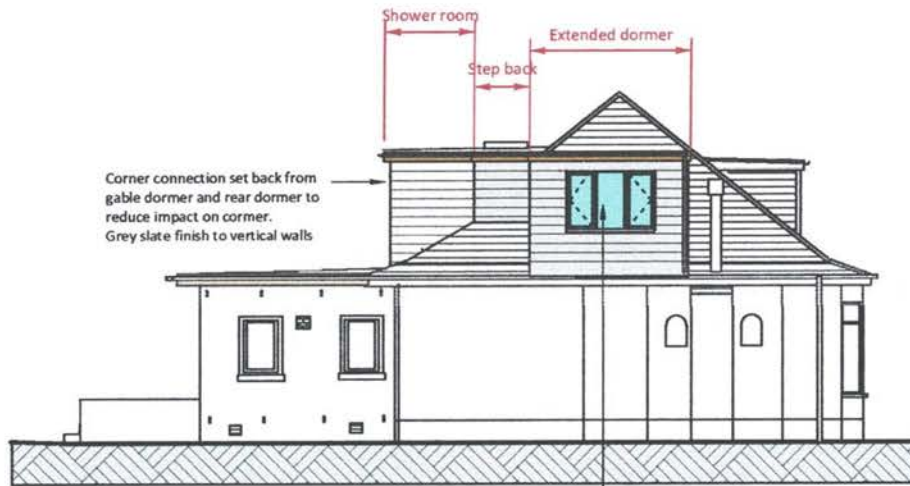 Shower room
Extended dormer
Step back
Corner connection set back from
gable dormer and rear dormer to
reduce impact on cormer.
Grey slate finish to vertical walls